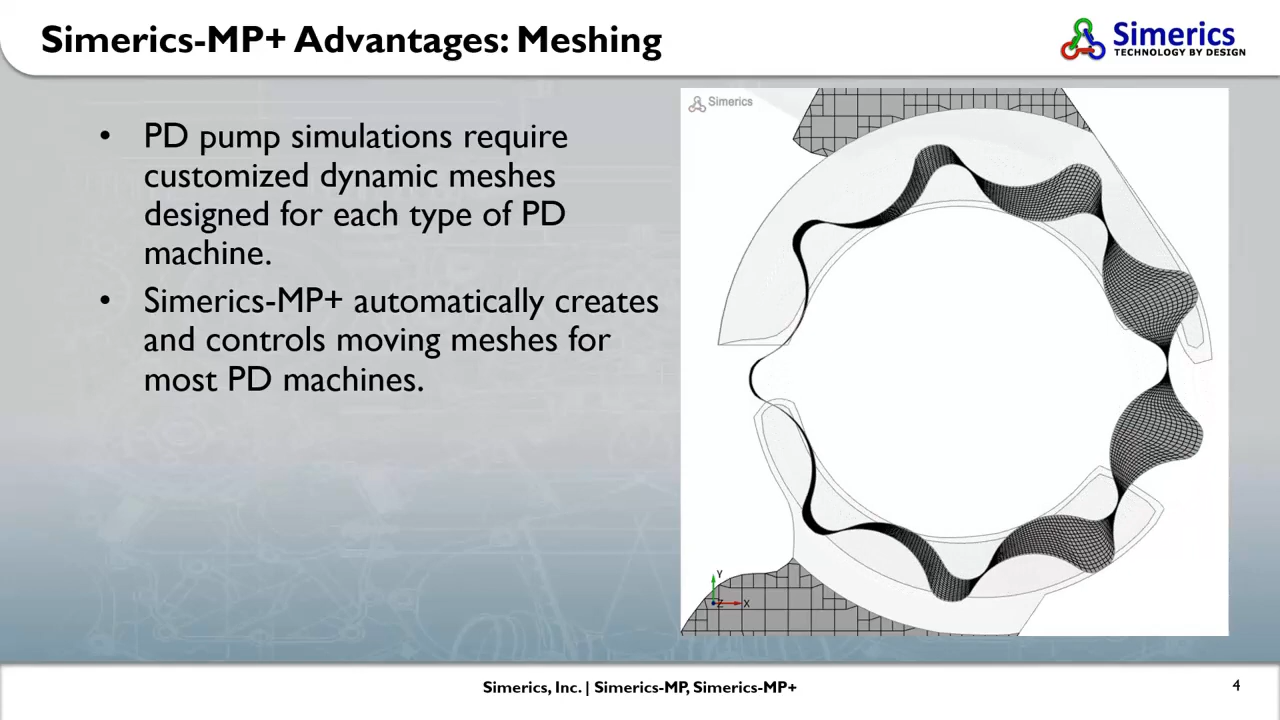 Simerics-MP+ Advantages: Meshing
Simerics
TECHNOLOGY BY DESIGN
• PD pump simulations require
customized dynamic meshes
designed for each type of PD
machine.
• Simerics-MP+ automatically creates
and controls moving meshes for
most PD machines.
Simerics
Y
Z X
Simerics, Inc. | Simerics-MP, Simerics-MP+
4